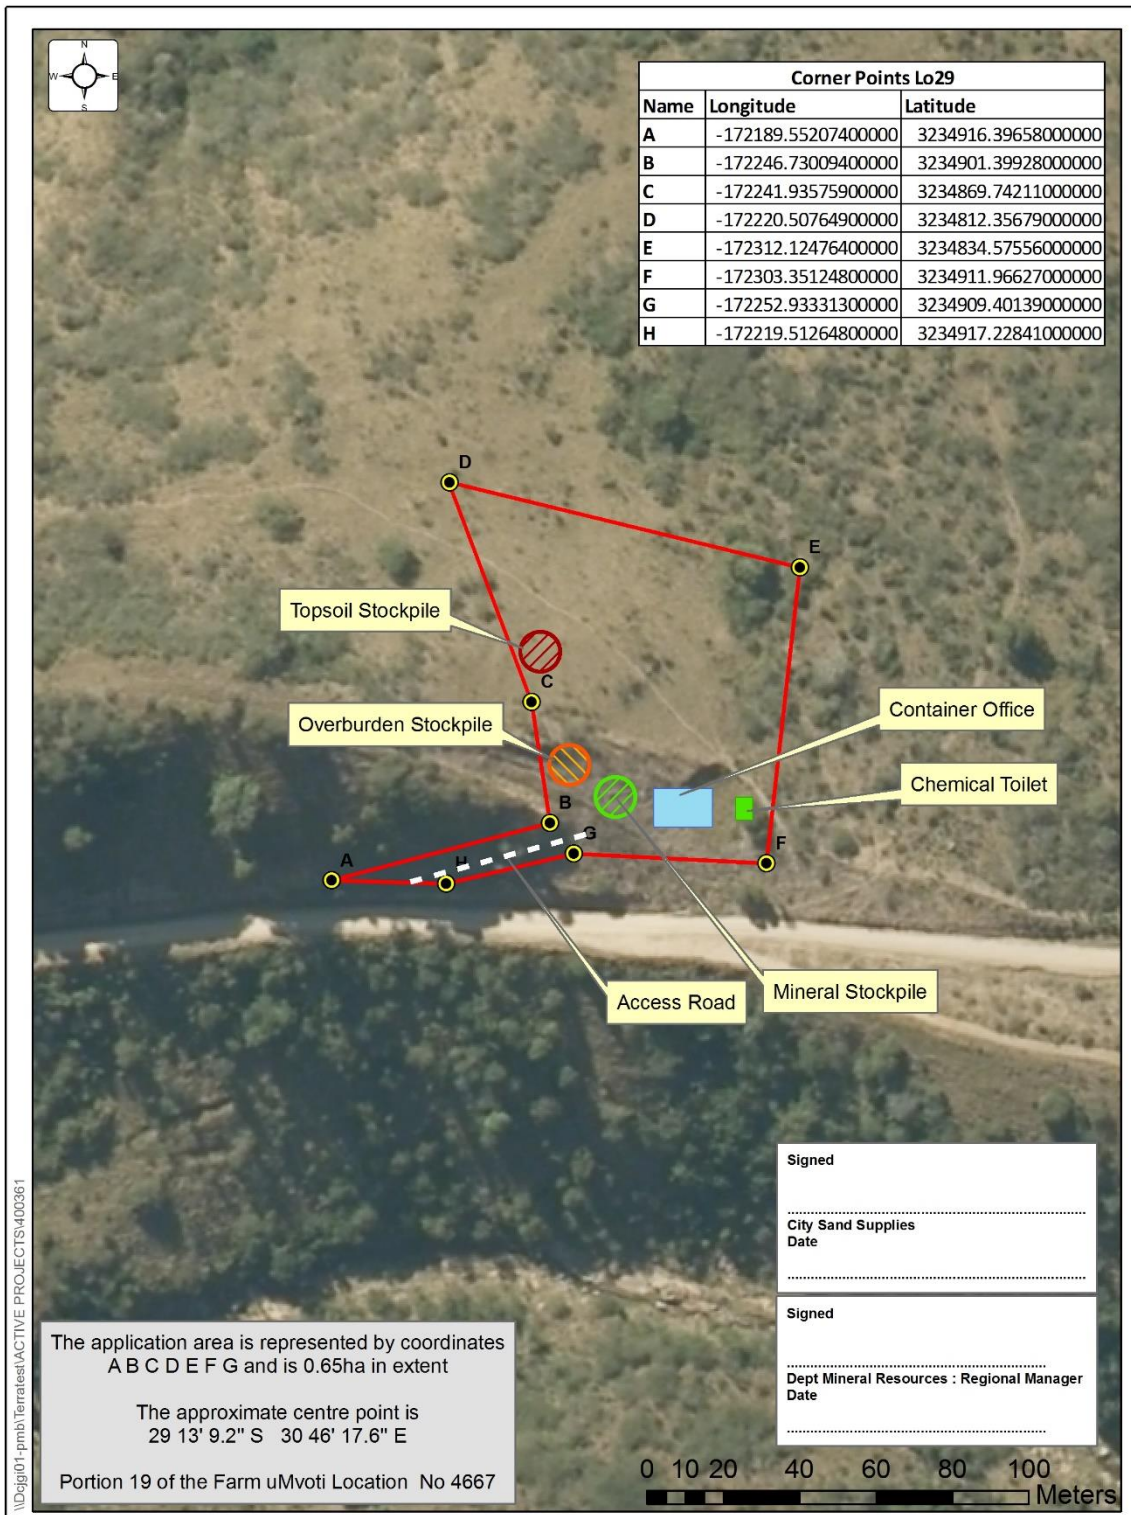 N
W E
S
Corner Points Lo29
Name Longitude Latitude
A -172189.55207400000 3234916.39658000000
B -172246.73009400000 3234901.39928000000
C -172241.93575900000 3234869.74211000000
D -172220.50764900000 3234812.35679000000
E -172312.12476400000 3234834.57556000000
F -172303.35124800000 3234911.96627000000
G -172252.93331300000 3234909.40139000000
H -172219.51264800000 3234917.22841000000
D
E
Topsoil Stockpile
C
Container Office
Overburden Stockpile
Chemical Toilet
B
G
F
A
H
Mineral Stockpile
Access Road
Signed
City Sand Supplies
Date
Signed
Dept Mineral Resources : Regional Manager
Date
The application area is represented by coordinates
A B C D E F G and is 0.65ha in extent
The approximate centre point is
29 13' 9.2" S 30 46' 17.6" E
Portion 19 of the Farm uMvoti Location No 4667
0 10 20 40 60 80 100
Meters
\\Dcjgi01-pmb\Terratest\ACTIVE PROJECTS\400361